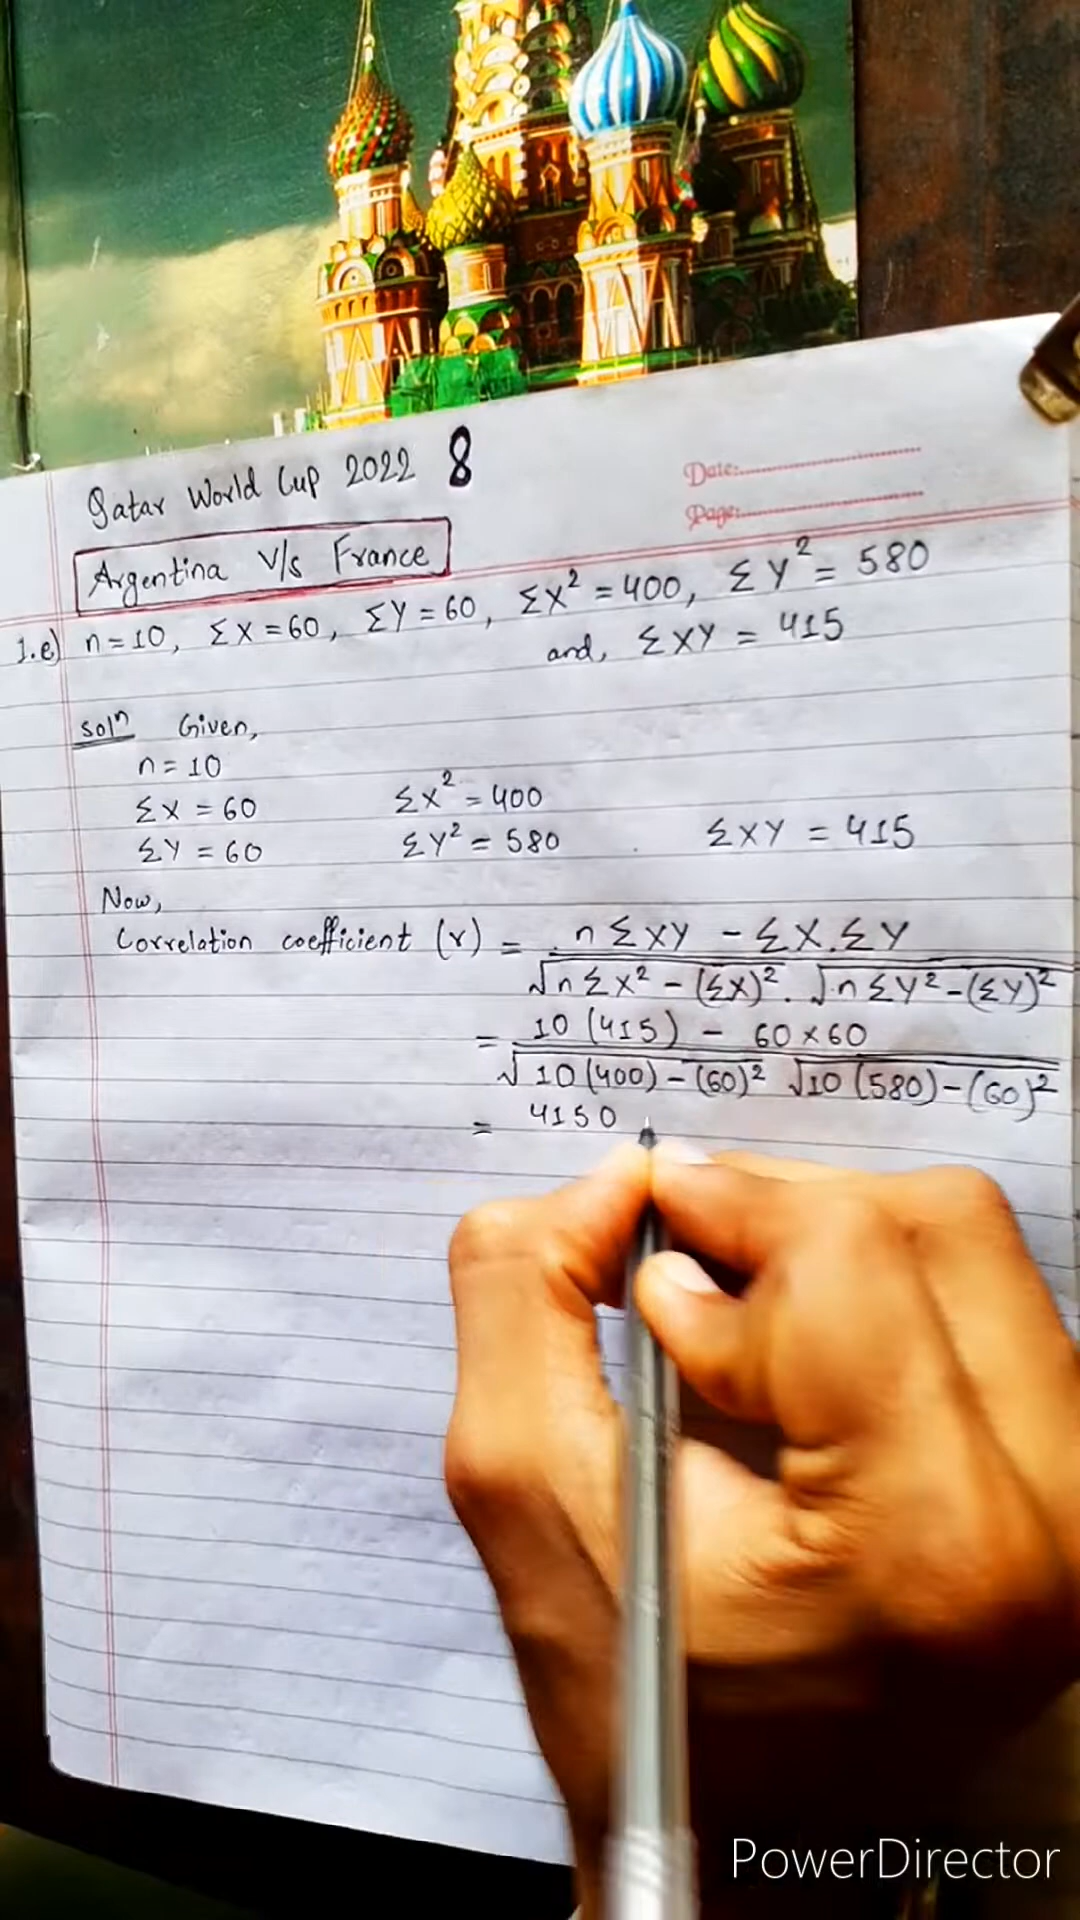 Qatar World Cup 2022 8
Date:
Page:
Argentina V/s France
1.e) n = 10, ΣX = 60, ΣY = 60, ΣX² = 400, ΣY² = 580
and, ΣXY = 415
Solⁿ Given,
n = 10
ΣX = 60 ΣX² = 400
ΣY = 60 ΣY² = 580 ΣXY = 415
Now,
Correlation coefficient (r) = nΣXY - ΣX.ΣY
√nΣX² - (ΣX)² . √nΣY² - (ΣY)²
= 10 (415) - 60 × 60
√10 (400) - (60)² √10 (580) - (60)²
= 4150
PowerDirector